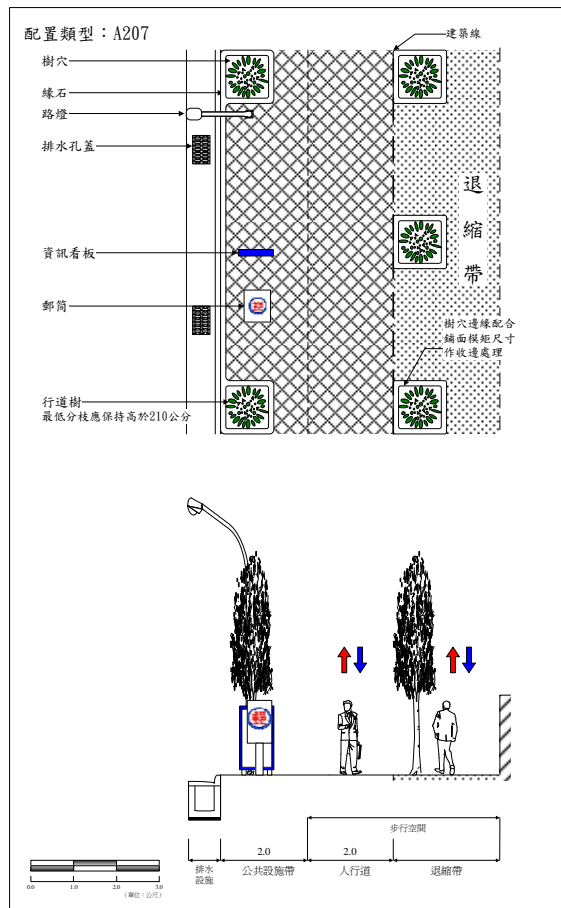 配置類型：A207
建築線
樹穴
緣石
路燈
排水孔蓋
退縮帶
資訊看板
郵筒
樹穴邊緣配合
鋪面模矩尺寸
作收邊處理
行道樹
最低分枝應保持高於210公分
郵
郵
步行空間
2.0
2.0
排水
設施
公共設施帶
人行道
退縮帶
0.0 1.0 2.0 3.0
(單位：公尺)